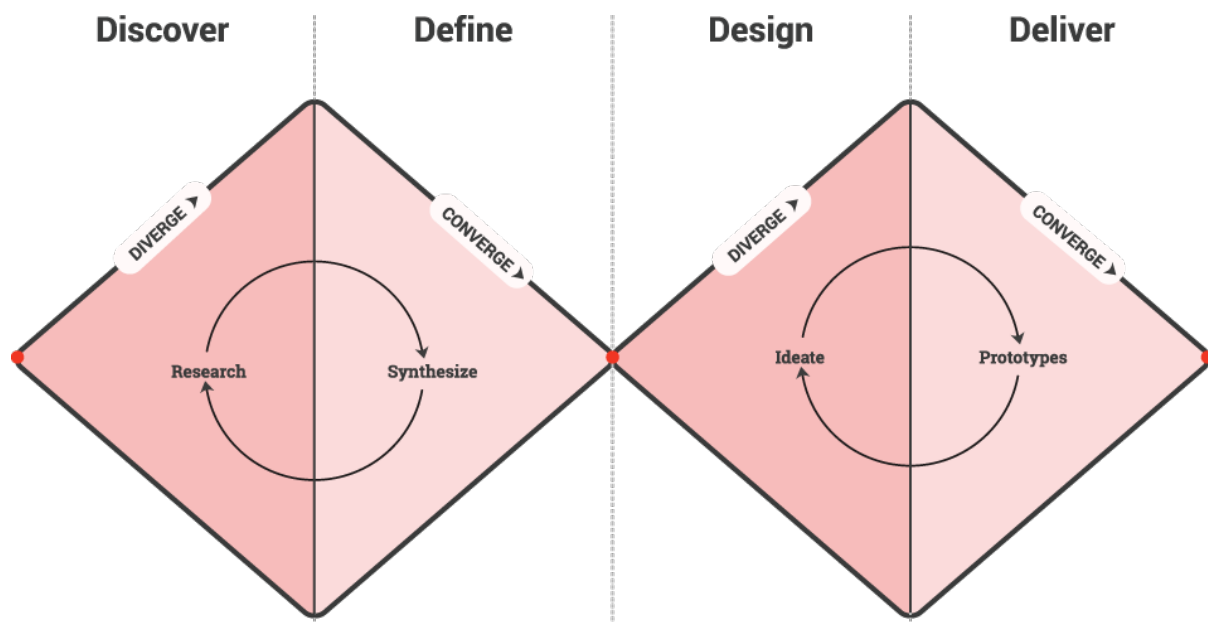 Discover
Define
Design
Deliver
DIVERGE
CONVERGE
DIVERGE
CONVERGE
Research
Synthesize
Ideate
Prototypes